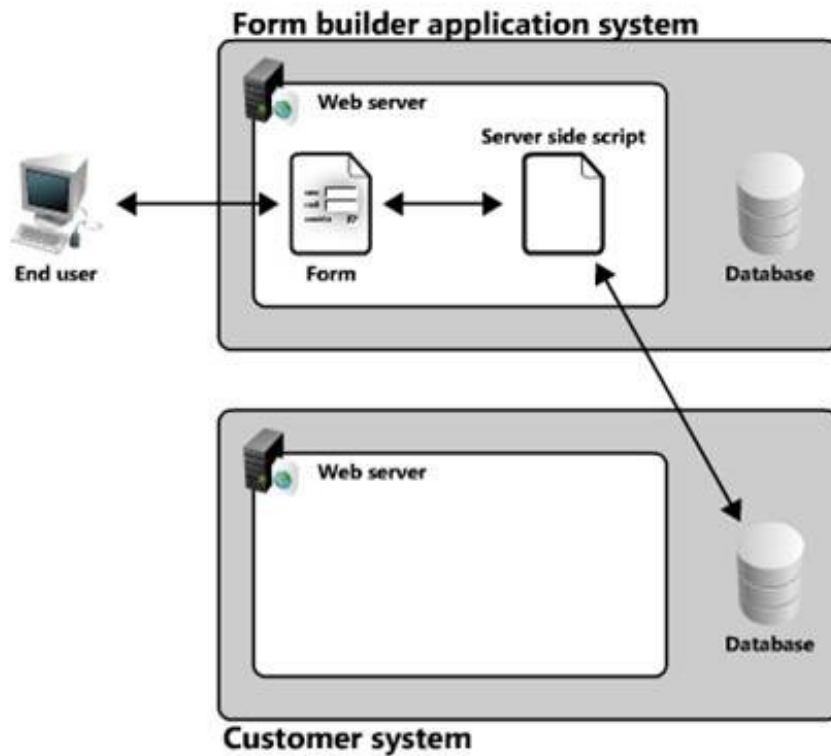 Form builder application system
Web server
Server side script
End user
Form
Database
Web server
Database
Customer system